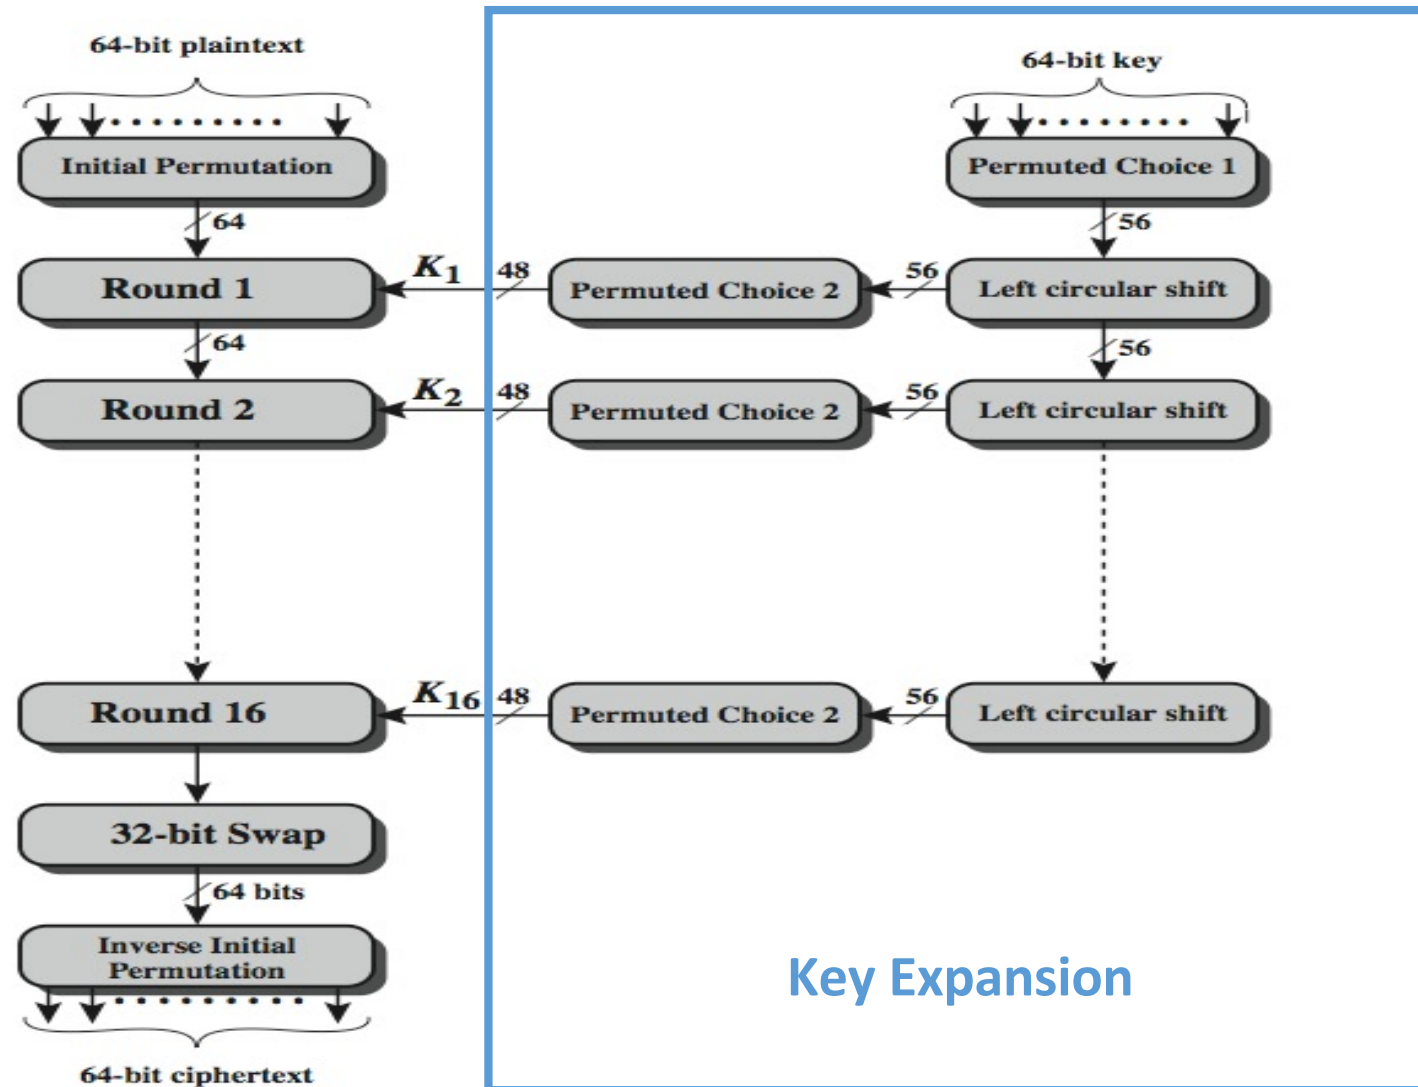 64-bit plaintext
64-bit key
Initial Permutation
Permuted Choice 1
64
56
Round 1
K1
48
Permuted Choice 2
56
Left circular shift
64
56
Round 2
K2
48
Permuted Choice 2
56
Left circular shift
Round 16
K16
48
Permuted Choice 2
56
Left circular shift
32-bit Swap
64 bits
Inverse Initial
Permutation
Key Expansion
64-bit ciphertext